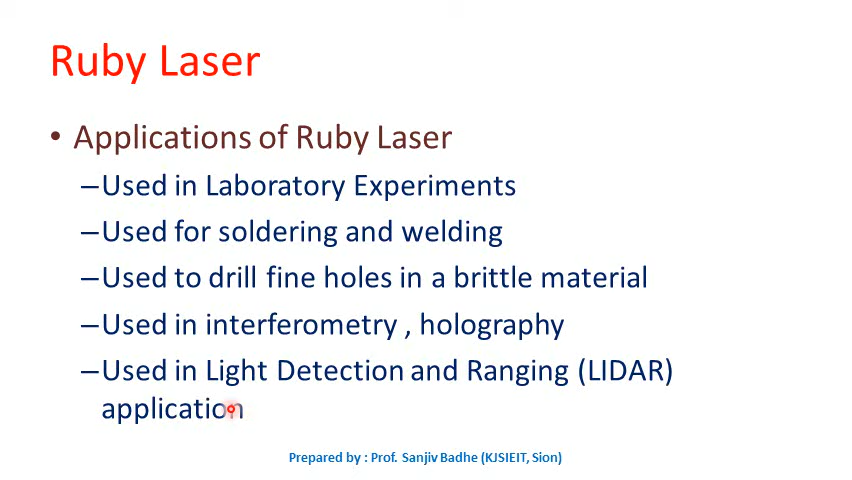 Ruby Laser
• Applications of Ruby Laser
–Used in Laboratory Experiments
–Used for soldering and welding
–Used to drill fine holes in a brittle material
–Used in interferometry , holography
–Used in Light Detection and Ranging (LIDAR)
application
Prepared by : Prof. Sanjiv Badhe (KJSIEIT, Sion)